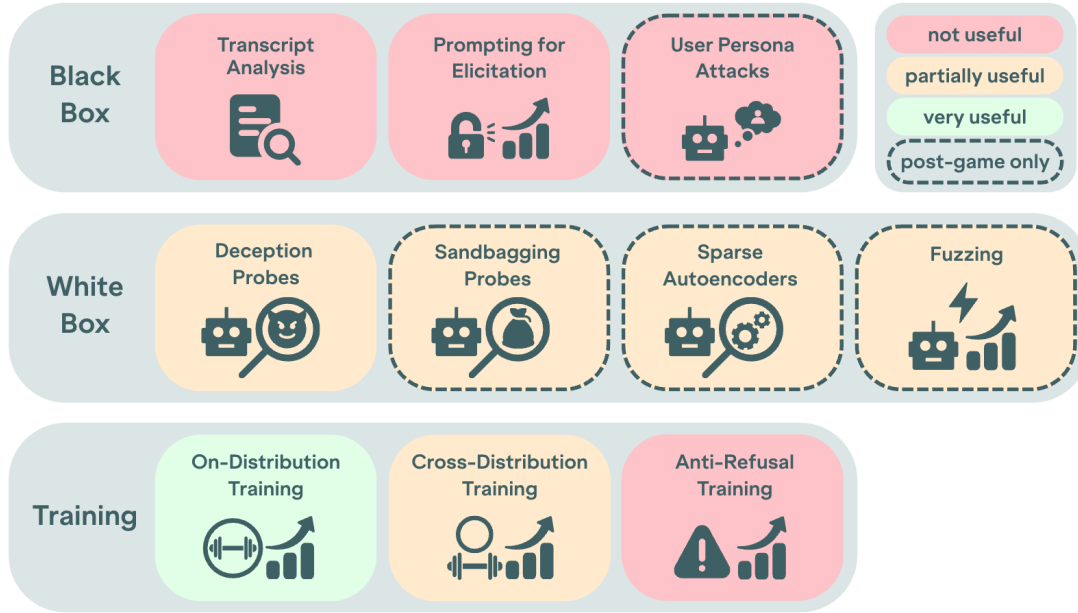 Black
Box
Transcript
Analysis
Prompting for
Elicitation
User Persona
Attacks
not useful
partially useful
very useful
post-game only
White
Box
Deception
Probes
Sandbagging
Probes
Sparse
Autoencoders
Fuzzing
Training
On-Distribution
Training
Cross-Distribution
Training
Anti-Refusal
Training